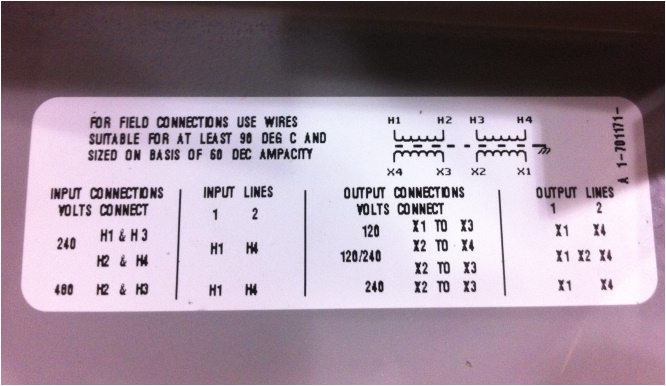 FOR FIELD CONNECTIONS USE WIRES
SUITABLE FOR AT LEAST 90 DEG C AND
SIZED ON BASIS OF 60 DEC AMPACITY
H1 H2 H3 H4
X4 X3 X2 X1
A 1-701171-
INPUT CONNECTIONS INPUT LINES OUTPUT CONNECTIONS OUTPUT LINES
VOLTS CONNECT 1 2 VOLTS CONNECT 1 2
240 H1 & H3 H1 H4 120 X1 TO X3 X1 X4
H2 & H4 X2 TO X4
120/240 X2 TO X3 X1 X2 X4
480 H2 & H3 H1 H4 240 X2 TO X3 X1 X4